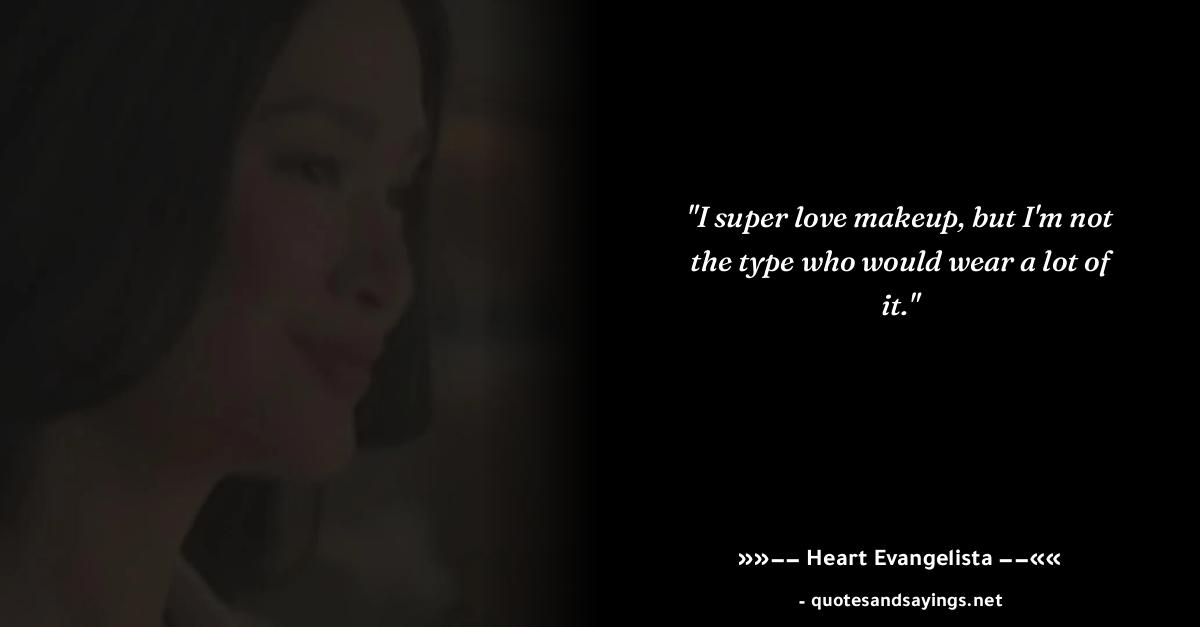 "I super love makeup, but I'm not
the type who would wear a lot of
it."
»»−− Heart Evangelista −−««
- quotesandsayings.net